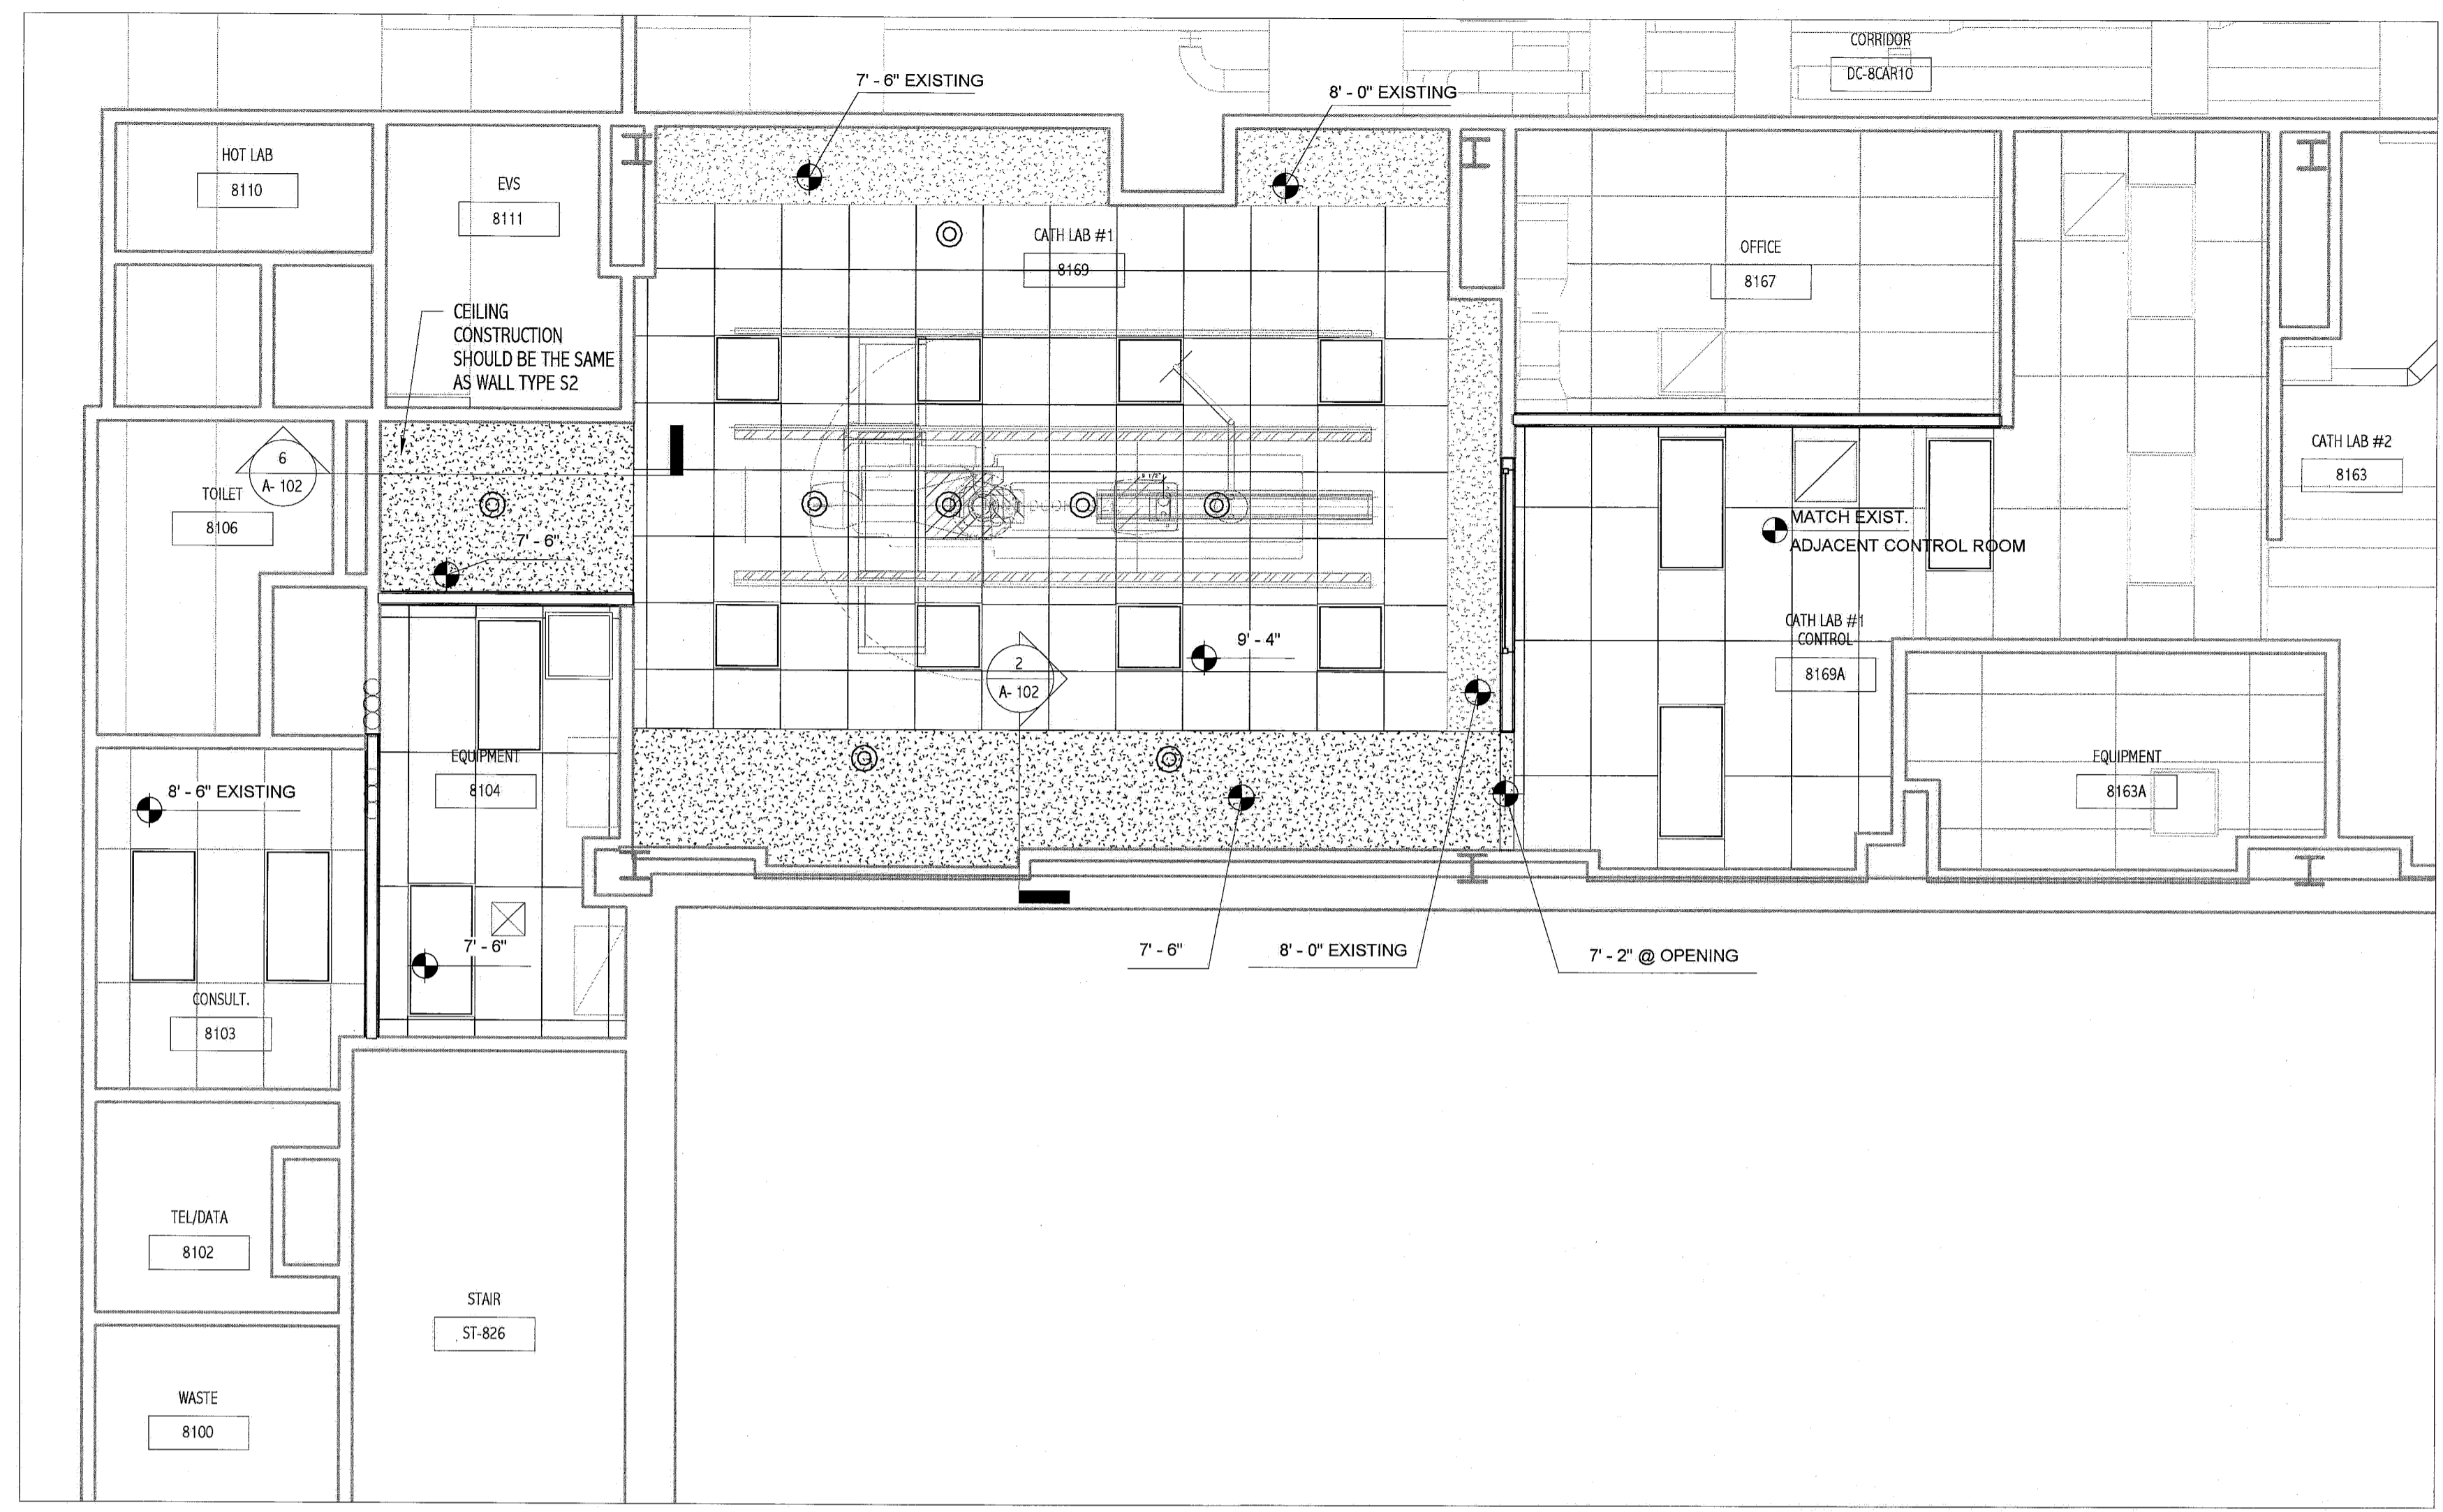 CORRIDOR
DC-8CAR10
7' - 6" EXISTING
8' - 0" EXISTING
HOT LAB
8110
EVS
8111
CATH LAB #1
8169
OFFICE
8167
CEILING
CONSTRUCTION
SHOULD BE THE SAME
AS WALL TYPE S2
6
A- 102
TOILET
8106
7' - 6"
CATH LAB #2
8163
MATCH EXIST.
ADJACENT CONTROL ROOM
9' - 4"
2
A- 102
CATH LAB #1
CONTROL
8169A
EQUIPMENT
8104
EQUIPMENT
8163A
8' - 6" EXISTING
7' - 6"
7' - 6"
8' - 0" EXISTING
7' - 2" @ OPENING
CONSULT.
8103
TEL/DATA
8102
STAIR
ST-826
WASTE
8100